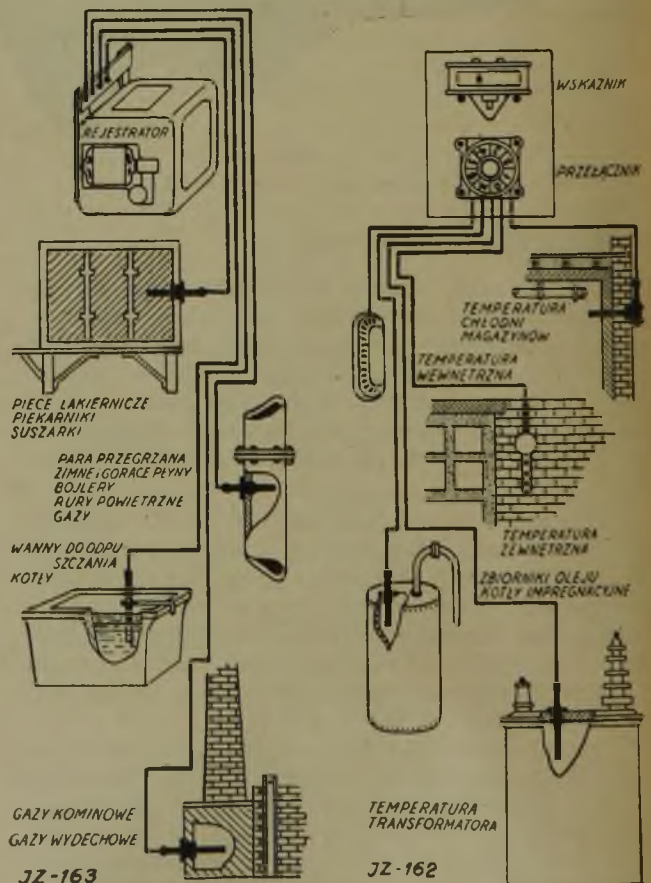 REJESTRATOR
PIECE LAKIERNICZE
PIEKARNIKI
SUSZARKI
PARA PRZEGRZANA
ZIMNE i GORĄCE PŁYNY
BOJLERY
RURY POWIETRZNE
GAZY
WANNY DO ODPU
SZCZANIA
KOTŁY
GAZY KOMINOWE
GAZY WYDECHOWE
JZ-163
WSKAŹNIK
PRZEŁĄCZNIK
TEMPERATURA
CHŁODNI
MAGAZYNÓW
TEMPERATURA
WEWNĘTRZNA
TEMPERATURA
ZEWNĘTRZNA
ZBIORNIKI OLEJU
KOTŁY IMPREGNACYJNE
TEMPERATURA
TRANSFORMATORA
JZ-162